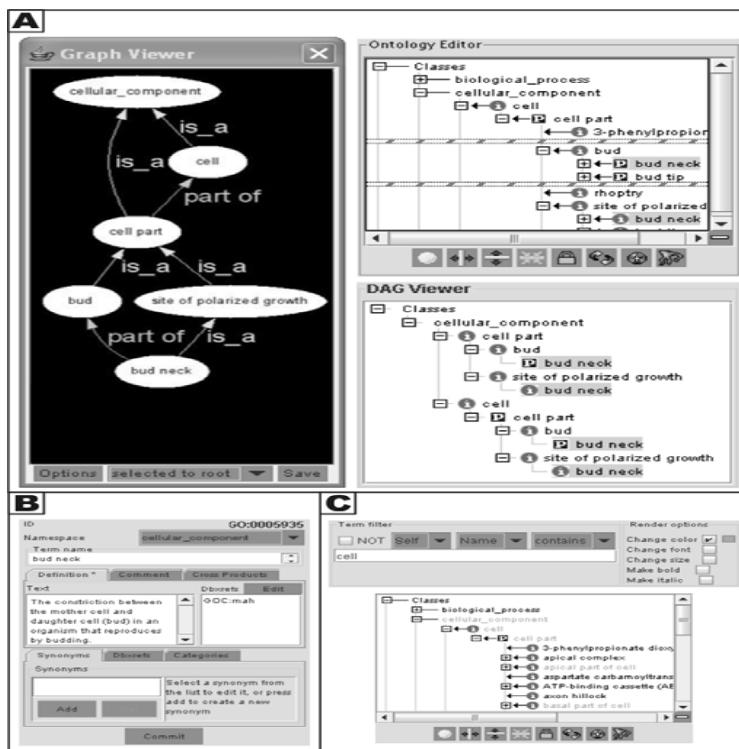 A
Graph Viewer
cellular_component
is_a
is_a
cell
part of
cell part
is_a
is_a
bud
site of polarized growth
part of
is_a
bud neck
Options
selected to root
Save
Ontology Editor
Classes
biological_process
cellular_component
cell
cell part
3-phenylpropion
bud
bud neck
bud tip
rhoptry
site of polarized
bud neck
DAG Viewer
Classes
cellular_component
cell part
bud
bud neck
site of polarized growth
bud neck
cell
cell part
bud
bud neck
site of polarized growth
bud neck
B
ID GO:0005935
Namespace cellular_component
Term name
bud neck
Definition * Comment Cross Products
Text Dbxrefs Edit
The constriction between
the mother cell and
daughter cell (bud) in an
organism that reproduces
by budding.
GOC:mah
Synonyms Dbxrefs Categories
Synonyms
Select a synonym from
the list to edit it, or press
add to create a new
synonym
Add
Commit
C
Term filter
NOT Self Name contains
cell
Render options
Change color
Change font
Change size
Make bold
Make italic
Classes
biological_process
cellular_component
cell
cell part
3-phenylpropionate dioxy
apical complex
apical part of cell
aspartate carbamoyltrans
ATP-binding cassette (AB
axon hillock
basal part of cell